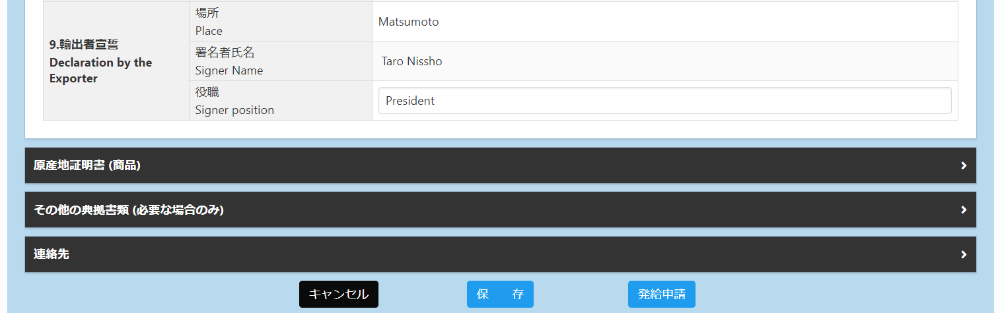 9.輸出者宣誓
Declaration by the
Exporter
場所
Place
Matsumoto
署名者氏名
Signer Name
Taro Nissho
役職
Signer position
President
原産地証明書 (商品)
その他の典拠書類 (必要な場合のみ)
連絡先
キャンセル
保 存
発給申請